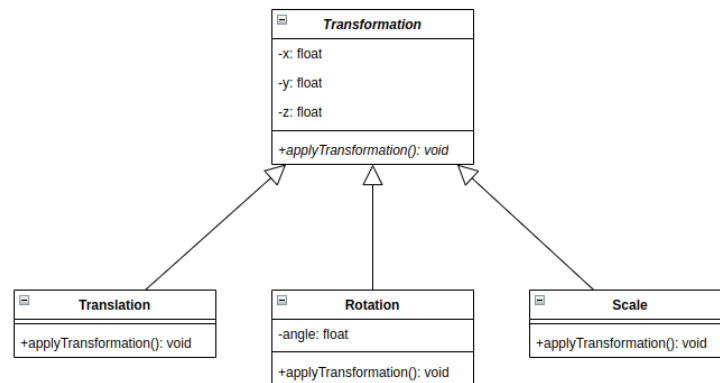 Transformation
-x: float
-y: float
-z: float
+applyTransformation(): void
Translation
+applyTransformation(): void
Rotation
-angle: float
+applyTransformation(): void
Scale
+applyTransformation(): void